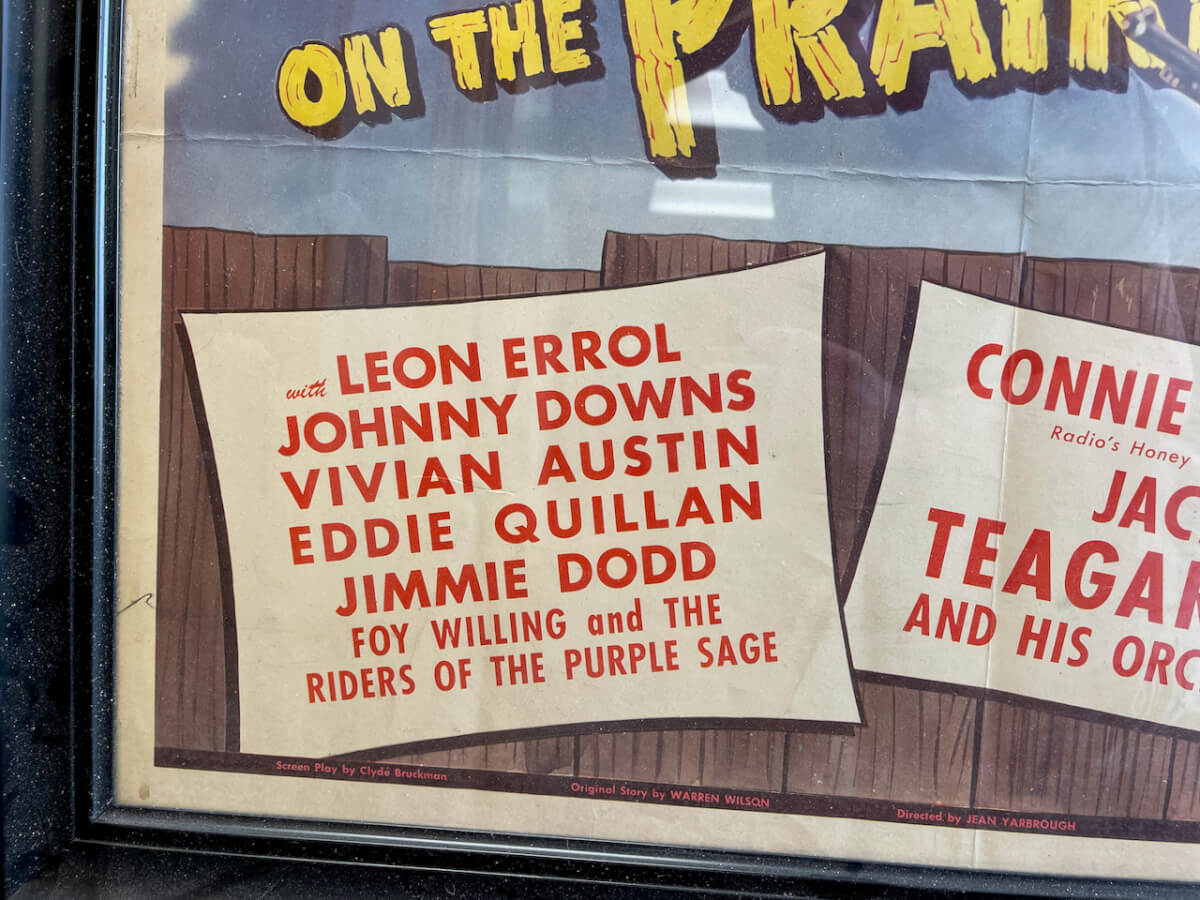 ON THE
with LEON ERROL
JOHNNY DOWNS
VIVIAN AUSTIN
EDDIE QUILLAN
JIMMIE DODD
FOY WILLING and THE
RIDERS OF THE PURPLE SAGE
CONNIE
Radio's Honey
AND HIS
Screen Play by Clyde Bruckman
Original Story by WARREN WILSON
Directed by JEAN YARBROUGH